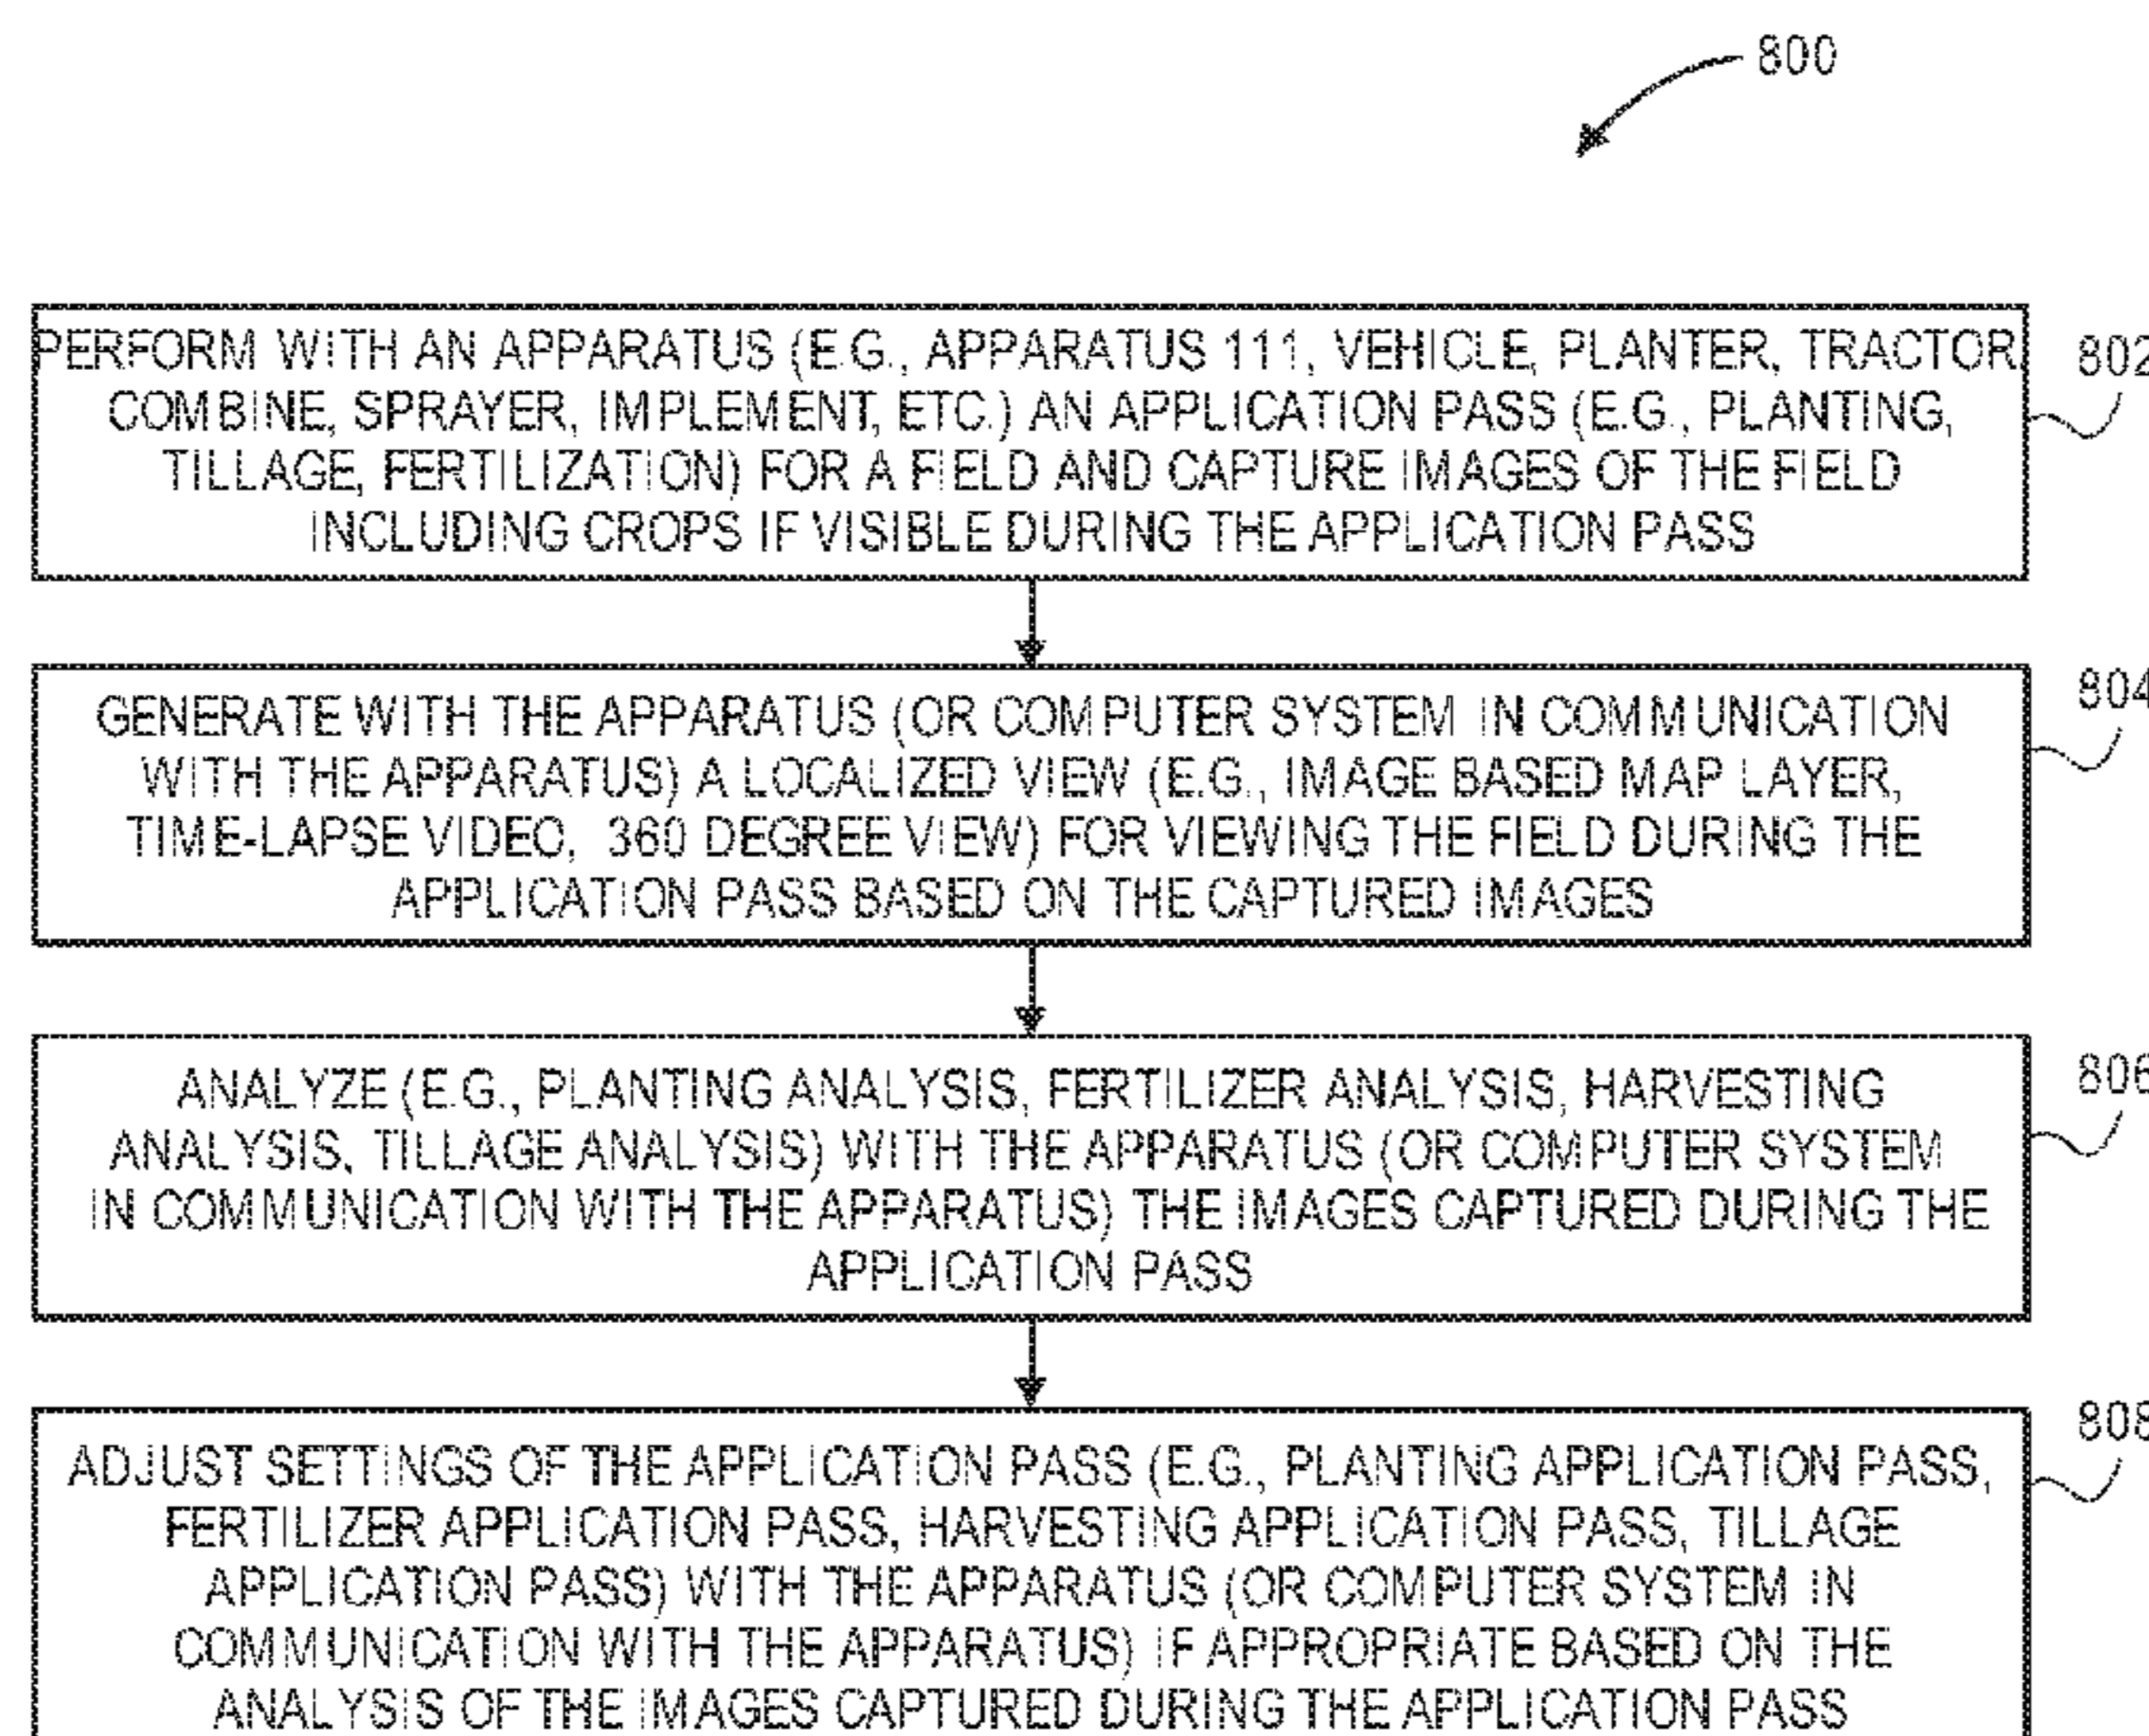 800
PERFORM WITH AN APPARATUS (E.G., APPARATUS 111, VEHICLE, PLANTER, TRACTOR,
COMBINE, SPRAYER, IMPLEMENT, ETC.) AN APPLICATION PASS (E.G., PLANTING,
TILLAGE, FERTILIZATION) FOR A FIELD AND CAPTURE IMAGES OF THE FIELD
INCLUDING CROPS IF VISIBLE DURING THE APPLICATION PASS
802
GENERATE WITH THE APPARATUS (OR COMPUTER SYSTEM IN COMMUNICATION
WITH THE APPARATUS) A LOCALIZED VIEW (E.G., IMAGE BASED MAP LAYER,
TIME-LAPSE VIDEO, 360 DEGREE VIEW) FOR VIEWING THE FIELD DURING THE
APPLICATION PASS BASED ON THE CAPTURED IMAGES
804
ANALYZE (E.G., PLANTING ANALYSIS, FERTILIZER ANALYSIS, HARVESTING
ANALYSIS, TILLAGE ANALYSIS) WITH THE APPARATUS (OR COMPUTER SYSTEM
IN COMMUNICATION WITH THE APPARATUS) THE IMAGES CAPTURED DURING THE
APPLICATION PASS
806
ADJUST SETTINGS OF THE APPLICATION PASS (E.G., PLANTING APPLICATION PASS,
FERTILIZER APPLICATION PASS, HARVESTING APPLICATION PASS, TILLAGE
APPLICATION PASS) WITH THE APPARATUS (OR COMPUTER SYSTEM IN
COMMUNICATION WITH THE APPARATUS) IF APPROPRIATE BASED ON THE
ANALYSIS OF THE IMAGES CAPTURED DURING THE APPLICATION PASS
808